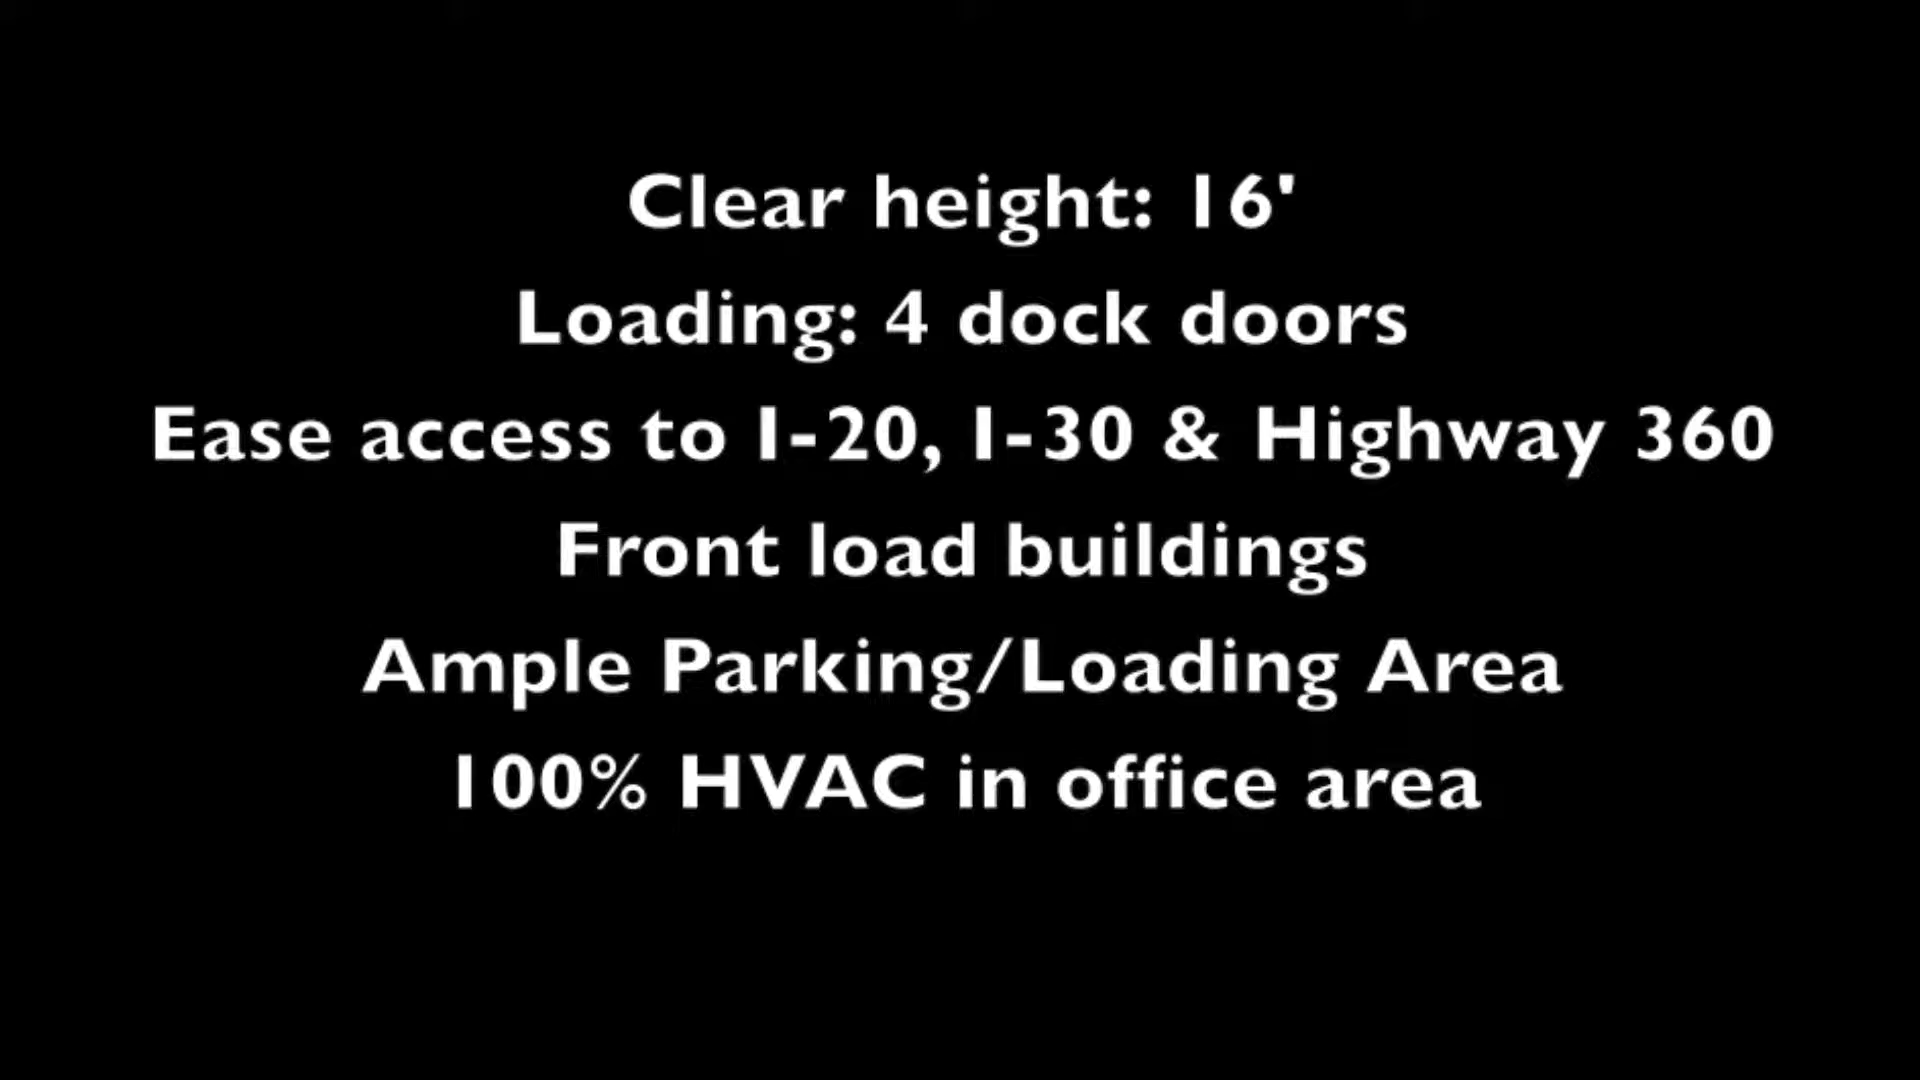 Clear height: 16'
Loading: 4 dock doors
Ease access to I-20, I-30 & Highway 360
Front load buildings
Ample Parking/Loading Area
100% HVAC in office area